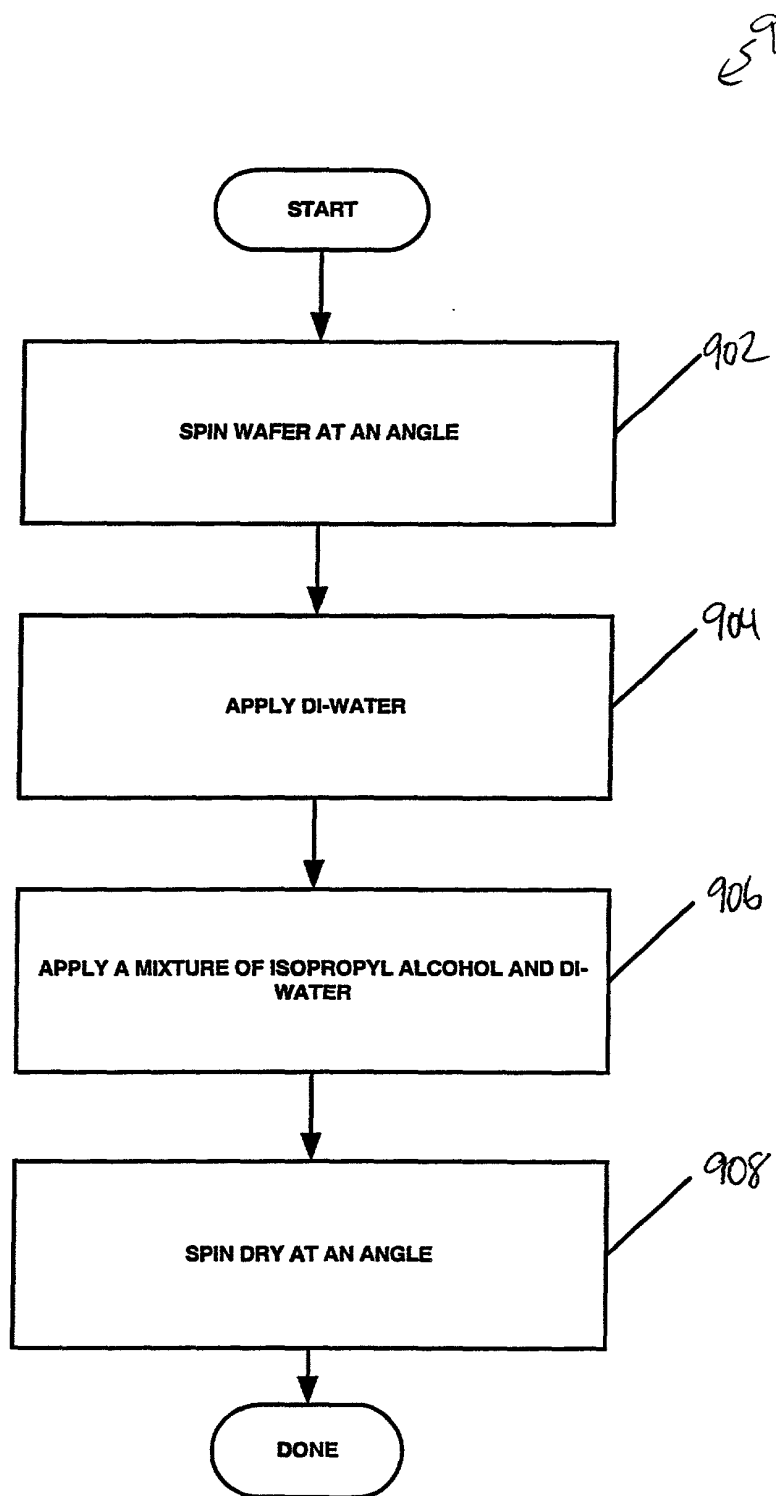 9
START
902
SPIN WAFER AT AN ANGLE
904
APPLY DI-WATER
906
APPLY A MIXTURE OF ISOPROPYL ALCOHOL AND DI-
WATER
908
SPIN DRY AT AN ANGLE
DONE